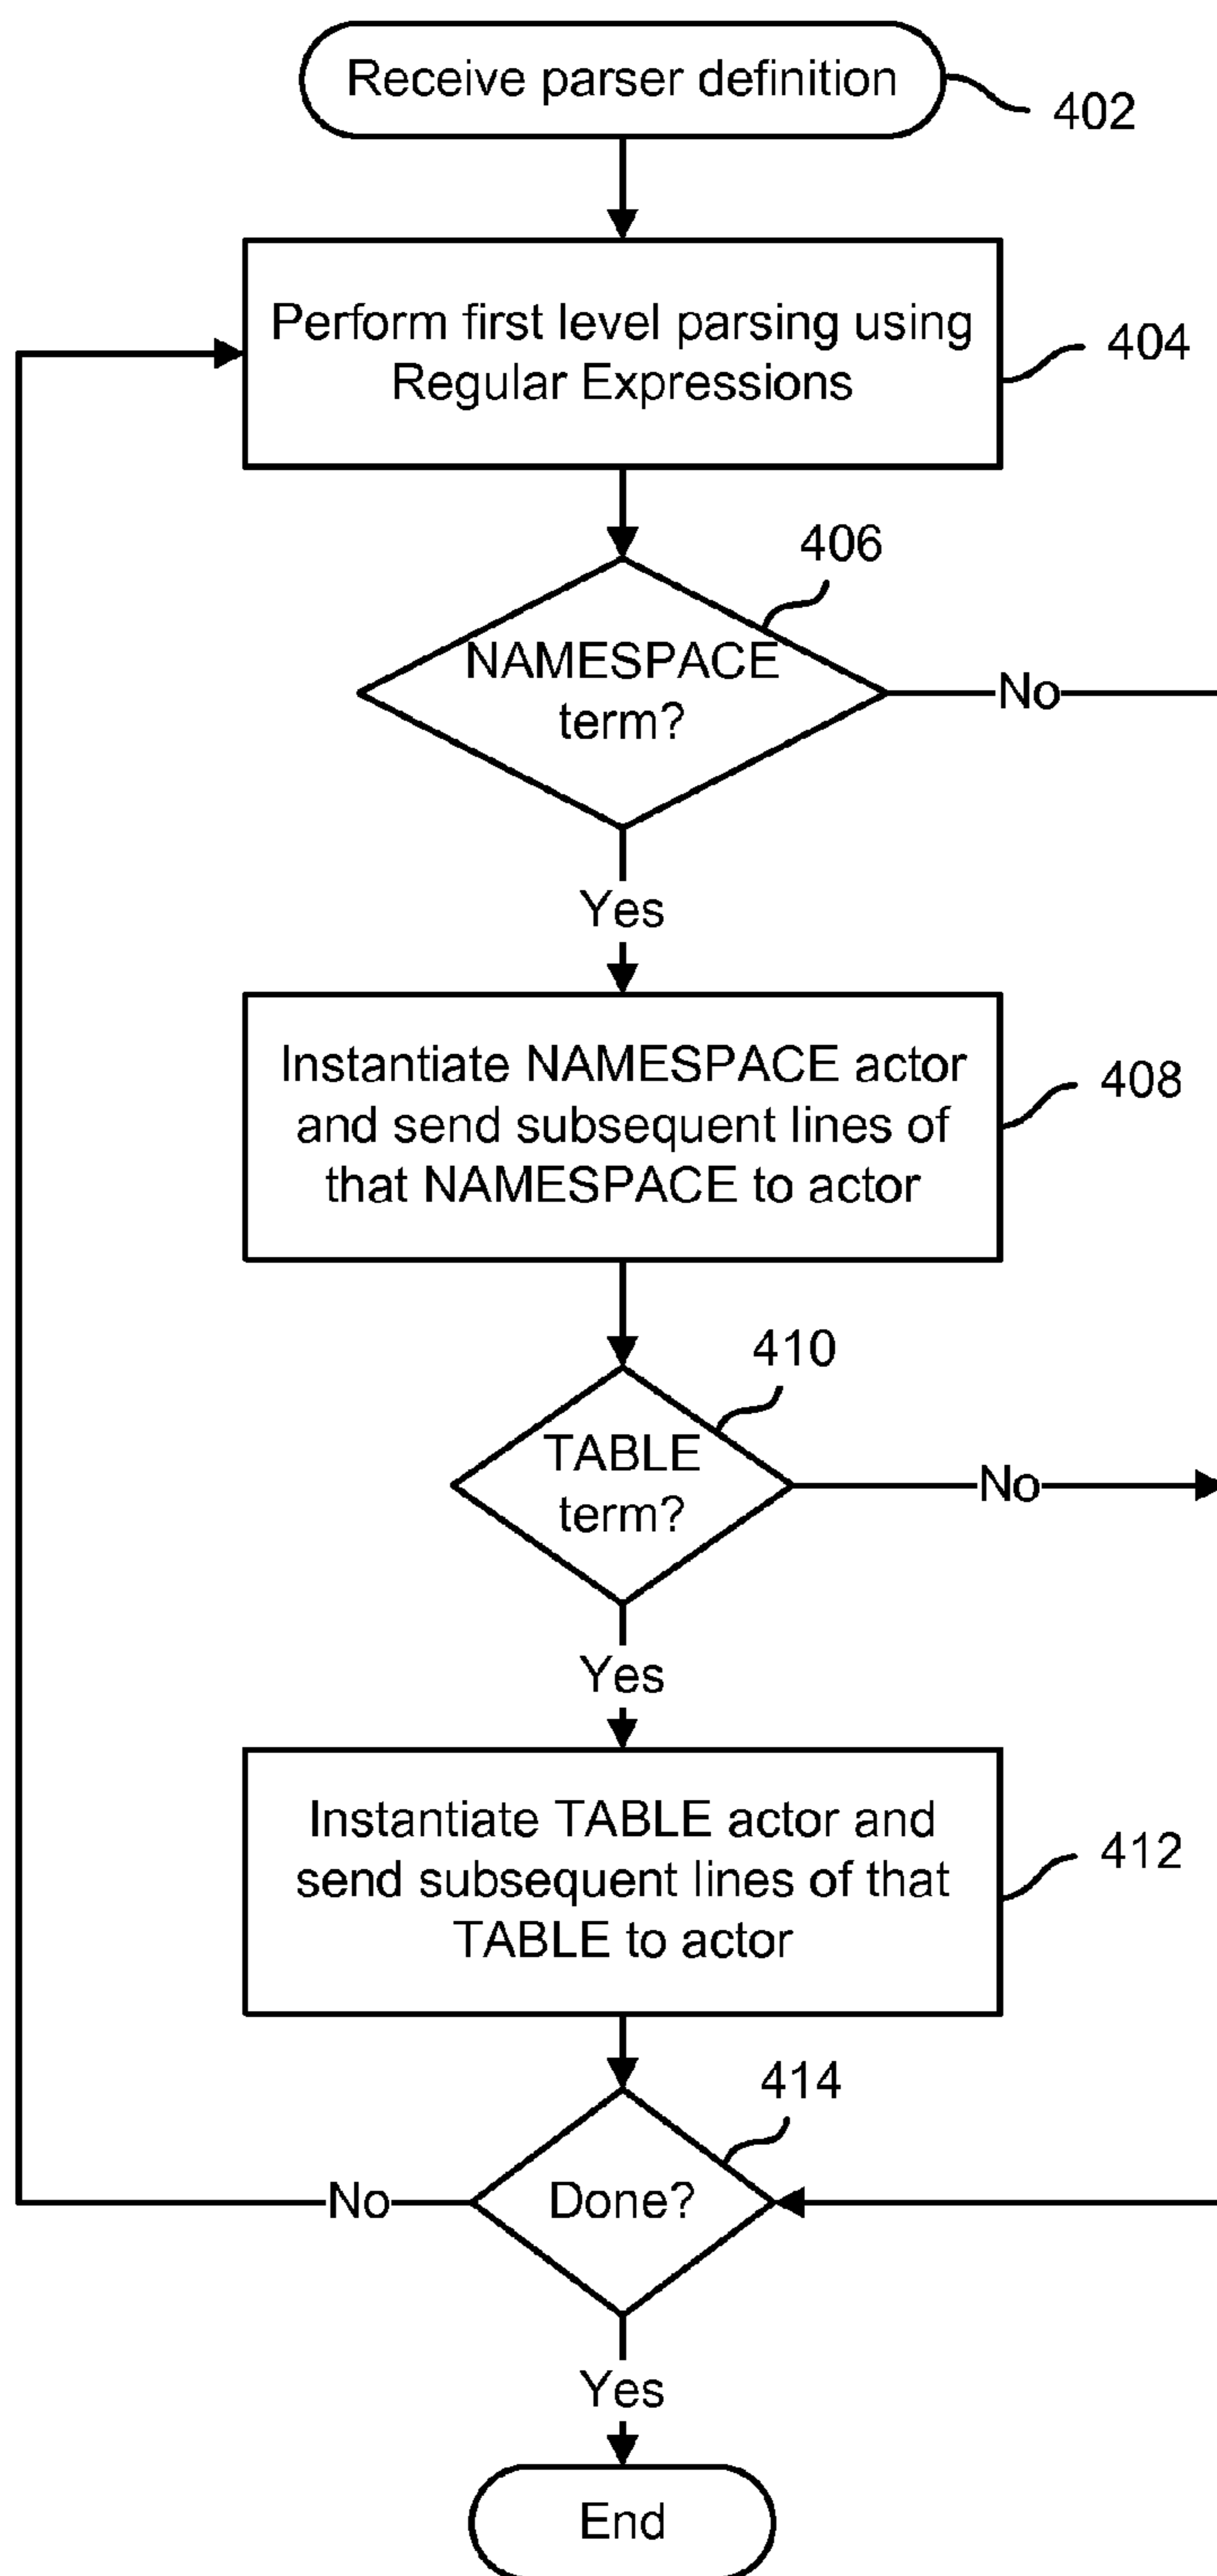 Receive parser definition
402
Perform first level parsing using
Regular Expressions
404
406
NAMESPACE
term?
No
Yes
Instantiate NAMESPACE actor
and send subsequent lines of
that NAMESPACE to actor
408
410
TABLE
term?
No
Yes
Instantiate TABLE actor and
send subsequent lines of that
TABLE to actor
412
414
Done?
No
Yes
End